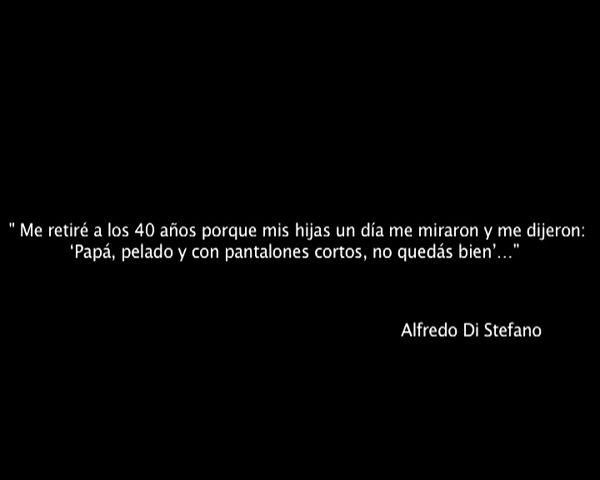 " Me retiré a los 40 años porque mis hijas un día me miraron y me dijeron:
‘Papá, pelado y con pantalones cortos, no quedás bien’..."
Alfredo Di Stefano